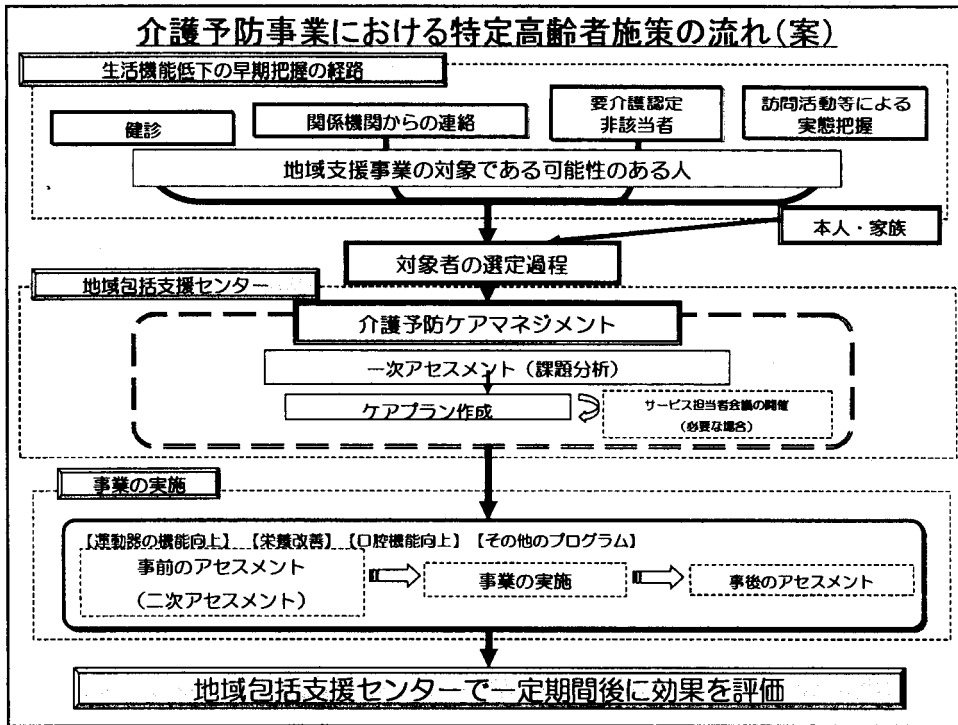 介護予防事業における特定高齢者施策の流れ（案）
生活機能低下の早期把握の経路
健診
関係機関からの連絡
要介護認定
非該当者
訪問活動等による
実態把握
地域支援事業の対象である可能性のある人
本人・家族
対象者の選定過程
地域包括支援センター
介護予防ケアマネジメント
一次アセスメント（課題分析）
ケアプラン作成
サービス担当者会議の開催
（必要な場合）
事業の実施
【運動器の機能向上】 【栄養改善】 【口腔機能向上】 【その他のプログラム】
事前のアセスメント
（二次アセスメント）
事業の実施
事後のアセスメント
地域包括支援センターで一定期間後に効果を評価